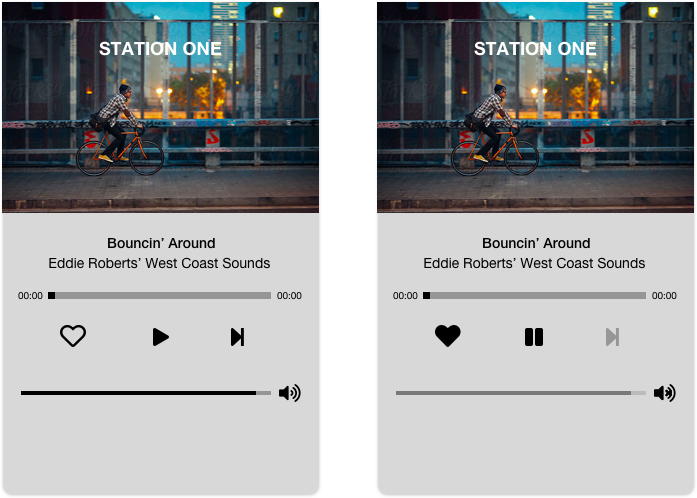 STATION ONE
Bouncin’ Around
Eddie Roberts’ West Coast Sounds
00:00 00:00
STATION ONE
Bouncin’ Around
Eddie Roberts’ West Coast Sounds
00:00 00:00